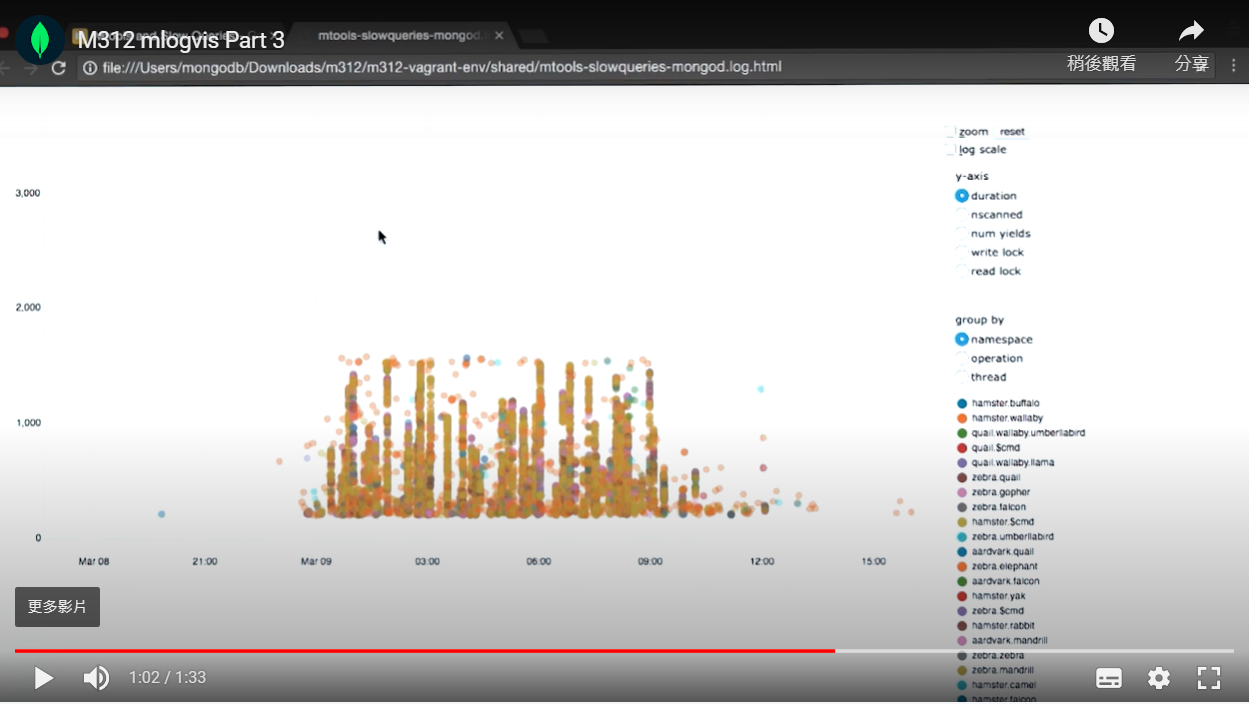 mtools and Slow Queries
mtools-slowqueries-mongod.
M312 mlogvis Part 3
稍後觀看
分享
file:///Users/mongodb/Downloads/m312/m312-vagrant-env/shared/mtools-slowqueries-mongod.log.html
zoom reset
log scale
y-axis
duration
nscanned
num yields
write lock
read lock
group by
namespace
operation
thread
hamster.buffalo
hamster.wallaby
quail.wallaby.umbrellabird
quail.$cmd
quail.wallaby.llama
zebra.quail
zebra.gopher
zebra.falcon
hamster.$cmd
zebra.umbrellabird
aardvark.quail
zebra.elephant
aardvark.falcon
hamster.yak
zebra.$cmd
hamster.rabbit
aardvark.mandrill
zebra.zebra
zebra.mandrill
hamster.camel
hamster.falcon
3,000
2,000
1,000
0
Mar 08 21:00 Mar 09 03:00 06:00 09:00 12:00 15:00
更多影片
1:02 / 1:33